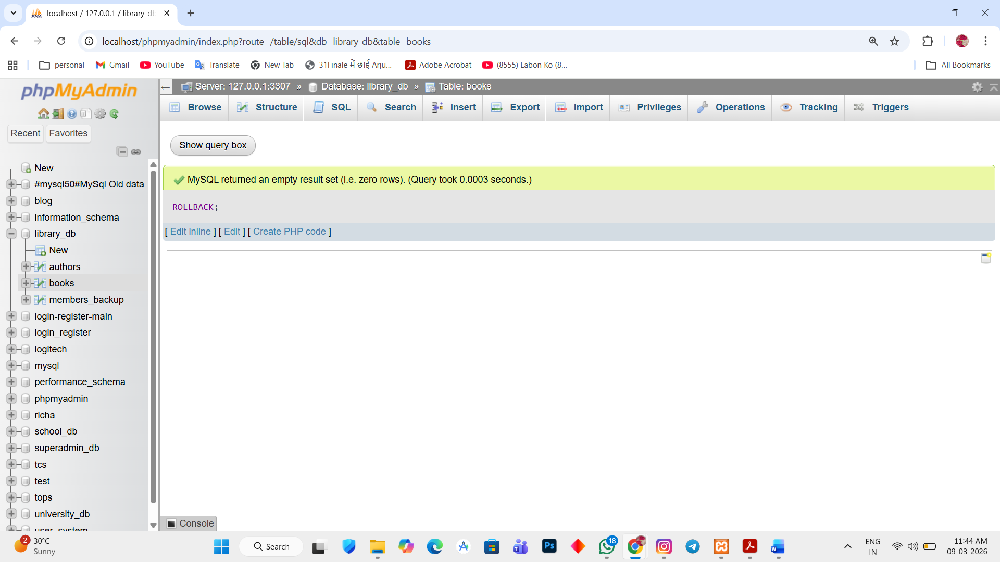 localhost / 127.0.0.1 / library_db
localhost/phpmyadmin/index.php?route=/table/sql&db=library_db&table=books
personal
Gmail
YouTube
Translate
New Tab
31Finale में छाई Arju...
Adobe Acrobat
(8555) Labon Ko (8...
All Bookmarks
phpMyAdmin
Recent
Favorites
New
#mysql50#MySql Old data
blog
information_schema
library_db
New
authors
books
members_backup
login-register-main
login_register
logitech
mysql
performance_schema
phpmyadmin
richa
school_db
superadmin_db
tcs
test
tops
university_db
user_system
Server: 127.0.0.1:3307 » Database: library_db » Table: books
Browse
Structure
SQL
Search
Insert
Export
Import
Privileges
Operations
Tracking
Triggers
Show query box
MySQL returned an empty result set (i.e. zero rows). (Query took 0.0003 seconds.)
ROLLBACK;
[ Edit inline ] [ Edit ] [ Create PHP code ]
Console
2
30°C
Sunny
Search
Ps
18
ENG
IN
11:44 AM
09-03-2026